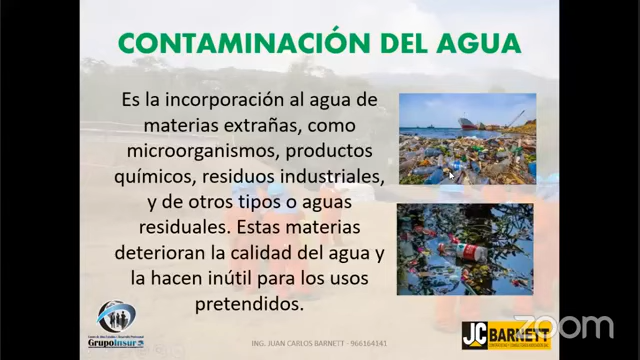 CONTAMINACIÓN DEL AGUA
Es la incorporación al agua de
materias extrañas, como
microorganismos, productos
químicos, residuos industriales,
y de otros tipos o aguas
residuales. Estas materias
deterioran la calidad del agua y
la hacen inútil para los usos
pretendidos.
GrupoInsur
ING. JUAN CARLOS BARNETT - 966164141
JC BARNETT
zoom